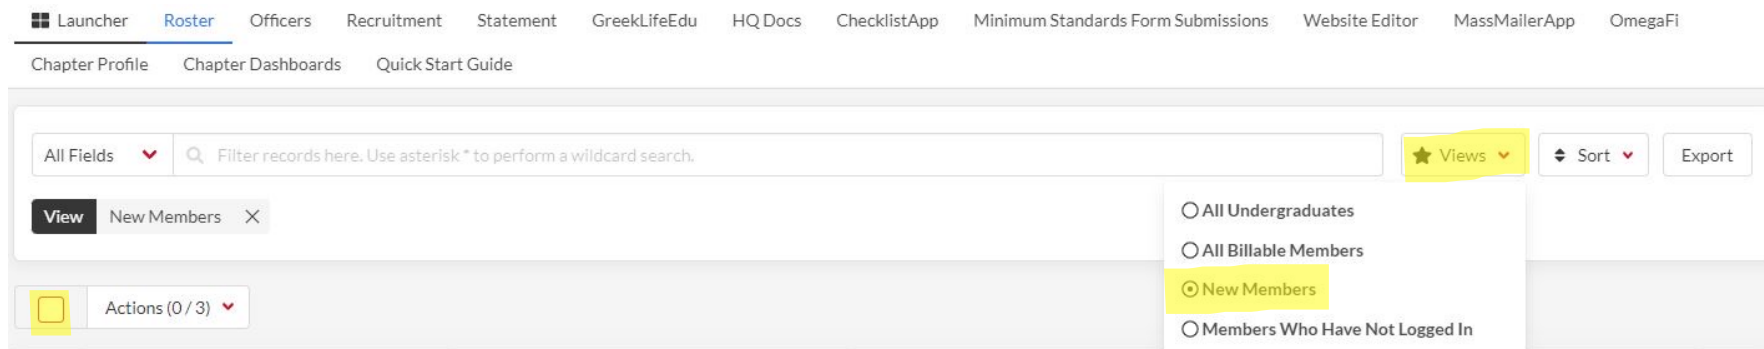 Launcher Roster Officers Recruitment Statement GreekLifeEdu HQ Docs ChecklistApp Minimum Standards Form Submissions Website Editor MassMailerApp OmegaFi
Chapter Profile Chapter Dashboards Quick Start Guide
All Fields Filter records here. Use asterisk * to perform a wildcard search. Views Sort Export
View New Members
All Undergraduates
All Billable Members
New Members
Actions (0 / 3)
Members Who Have Not Logged In